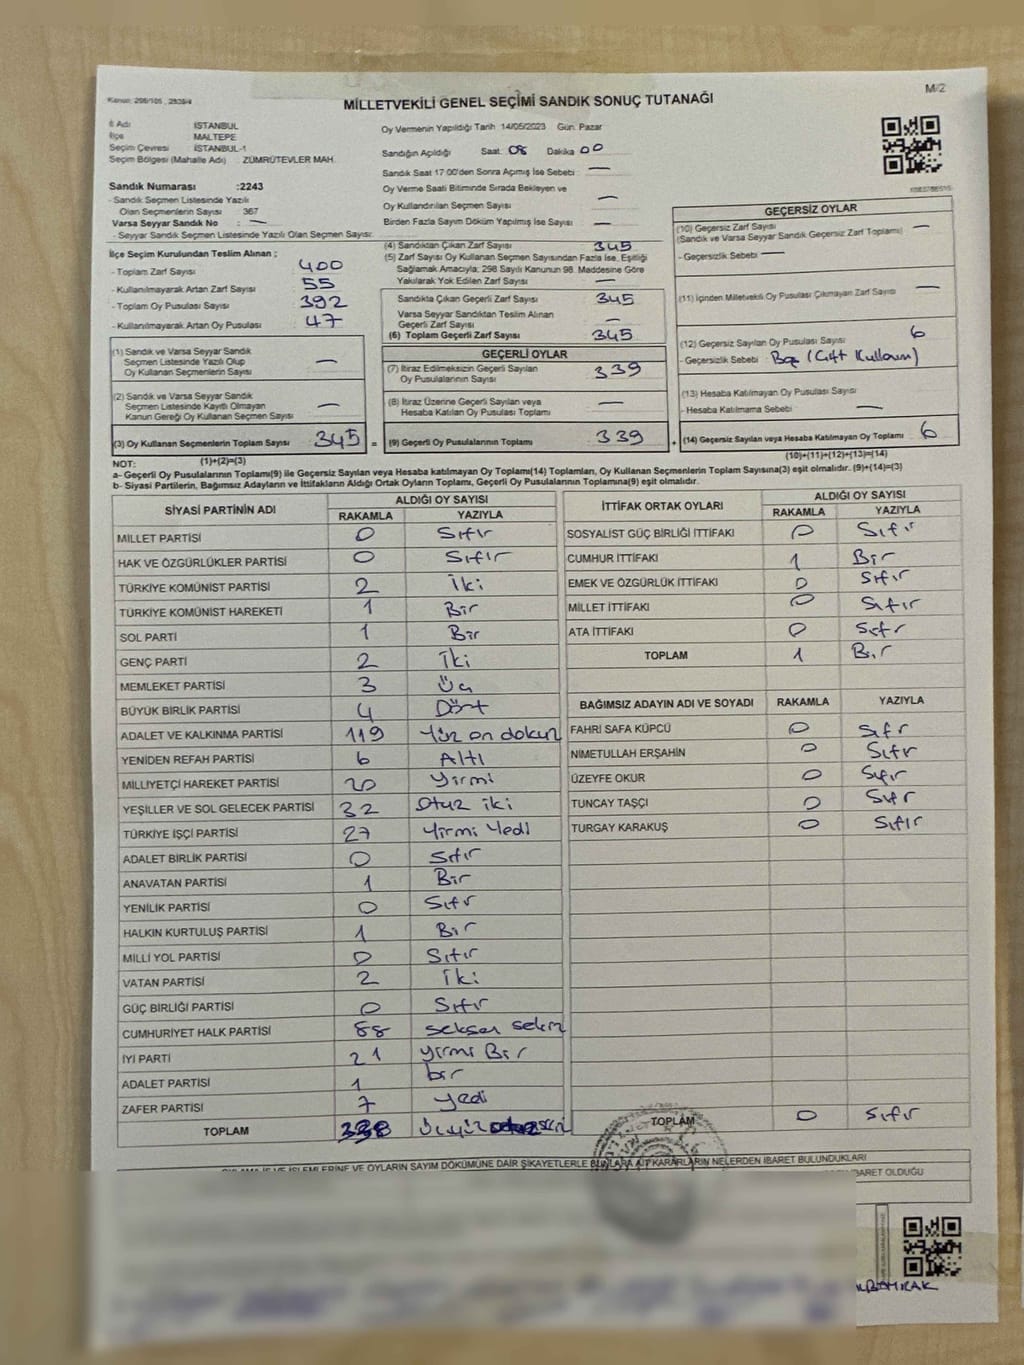 Kanun: 298/105 , 2839/4
M/2
MİLLETVEKİLİ GENEL SEÇİMİ SANDIK SONUÇ TUTANAĞI
İl Adı İSTANBUL
İlçe MALTEPE
Seçim Çevresi İSTANBUL-1
Seçim Bölgesi (Mahalle Adı) : ZÜMRÜTEVLER MAH.
Sandık Numarası :2243
- Sandık Seçmen Listesinde Yazılı
Olan Seçmenlerin Sayısı 367
Varsa Seyyar Sandık No : —
- Seyyar Sandık Seçmen Listesinde Yazılı Olan Seçmen Sayısı:
İlçe Seçim Kurulundan Teslim Alınan ;
- Toplam Zarf Sayısı : 400
- Kullanılmayarak Artan Zarf Sayısı : 55
- Toplam Oy Pusulası Sayısı : 392
- Kullanılmayarak Artan Oy Pusulası : 47
Oy Vermenin Yapıldığı Tarih 14/05/2023 Gün. Pazar
Sandığın Açıldığı Saat: 08 Dakika 00
Sandık Saat 17:00'den Sonra Açımış İse Sebebi : —
Oy Verme Saati Bitiminde Sırada Bekleyen ve
Oy Kullandırılan Seçmen Sayısı —
Birden Fazla Sayım Döküm Yapılmış İse Sayısı : —
(4) Sandıktan Çıkan Zarf Sayısı : 345
(5) Zarf Sayısı Oy Kullanan Seçmen Sayısından Fazla İse, Eşitliği
Sağlamak Amacıyla; 298 Sayılı Kanunun 98. Maddesine Göre
Yakılarak Yok Edilen Zarf Sayısı : —
Sandıkta Çıkan Geçerli Zarf Sayısı : 345
Varsa Seyyar Sandıktan Teslim Alınan
Geçerli Zarf Sayısı : —
(6) Toplam Geçerli Zarf Sayısı : 345
GEÇERSİZ OYLAR
(10) Geçersiz Zarf Sayısı —
(Sandık ve Varsa Seyyar Sandık Geçersiz Zarf Toplamı)
- Geçersizlik Sebebi : —
(11) İçinden Milletvekili Oy Pusulası Çıkmayan Zarf Sayısı —
(12) Geçersiz Sayılan Oy Pusulası Sayısı 6
- Geçersizlik Sebebi :
(13) Hesaba Katılmayan Oy Pusulası Sayısı
- Hesaba Katılmama Sebebi : —
(14) Geçersiz Sayılan veya Hesaba Katılmayan Oy Toplamı 6
(10)+(11)+(12)+(13)=(14)
(1) Sandık ve Varsa Seyyar Sandık
Seçmen Listesinde Yazılı Olup
Oy Kullanan Seçmenlerin Sayısı —
(2) Sandık ve Varsa Seyyar Sandık
Seçmen Listesinde Kayıtlı Olmayan
Kanun Gereği Oy Kullanan Seçmen Sayısı —
(3) Oy Kullanan Seçmenlerin Toplam Sayısı 345 =
(1)+(2)=(3)
GEÇERLİ OYLAR
(7) İtiraz Edilmeksizin Geçerli Sayılan
Oy Pusulalarının Sayısı : 339
(8) İtiraz Üzerine Geçerli Sayılan veya
Hesaba Katılan Oy Pusulası Toplamı : —
(9) Geçerli Oy Pusulalarının Toplamı : 339 +
NOT:
a- Geçerli Oy Pusulalarının Toplamı(9) ile Geçersiz Sayılan veya Hesaba katılmayan Oy Toplamı(14) Toplamları, Oy Kullanan Seçmenlerin Toplam Sayısına(3) eşit olmalıdır. (9)+(14)=(3)
b- Siyasi Partilerin, Bağımsız Adayların ve İttifakların Aldığı Ortak Oyların Toplamı, Geçerli Oy Pusulalarının Toplamına(9) eşit olmalıdır.
SİYASİ PARTİNİN ADI ALDIĞI OY SAYISI
RAKAMLA YAZIYLA
MİLLET PARTİSİ 0 Sıfır
HAK VE ÖZGÜRLÜKLER PARTİSİ 0 Sıfır
TÜRKİYE KOMÜNİST PARTİSİ 2 İki
TÜRKİYE KOMÜNİST HAREKETİ 1 Bir
SOL PARTİ 1 Bir
GENÇ PARTİ 2 İki
MEMLEKET PARTİSİ 3 Üç
BÜYÜK BİRLİK PARTİSİ 4 Dört
ADALET VE KALKINMA PARTİSİ 119 Yüz on dokuz
YENİDEN REFAH PARTİSİ 6 Altı
MİLLİYETÇİ HAREKET PARTİSİ 20 Yirmi
YEŞİLLER VE SOL GELECEK PARTİSİ 32 Otuz iki
TÜRKİYE İŞÇİ PARTİSİ 27 Yirmi Yedi
ADALET BİRLİK PARTİSİ 0 Sıfır
ANAVATAN PARTİSİ 1 Bir
YENİLİK PARTİSİ 0 Sıfır
HALKIN KURTULUŞ PARTİSİ 1 Bir
MİLLİ YOL PARTİSİ 0 Sıfır
VATAN PARTİSİ 2 İki
GÜÇ BİRLİĞİ PARTİSİ 0 Sıfır
CUMHURİYET HALK PARTİSİ 88 seksen sekiz
İYİ PARTİ 21 yirmi Bir
ADALET PARTİSİ 1 bir
ZAFER PARTİSİ 7 yedi
TOPLAM 338 Üçyüz
İTTİFAK ORTAK OYLARI ALDIĞI OY SAYISI
RAKAMLA YAZIYLA
SOSYALIST GÜÇ BİRLİĞİ İTTİFAKI 0 Sıfır
CUMHUR İTTİFAKI 1 Bir
EMEK VE ÖZGÜRLÜK İTTİFAKI 0 Sıfır
MİLLET İTTİFAKI 0 Sıfır
ATA İTTİFAKI 0 Sıfır
TOPLAM 1 Bir
BAĞIMSIZ ADAYIN ADI VE SOYADI RAKAMLA YAZIYLA
FAHRİ SAFA KÜPCÜ 0 Sıfır
NİMETULLAH ERŞAHİN 0 Sıfır
ÜZEYFE OKUR 0 Sıfır
TUNCAY TAŞÇI 0 Sıfır
TURGAY KARAKUŞ 0 Sıfır
TOPLAM 0 Sıfır
OYLAMA İŞ VE İŞLEMLERİNE VE OYLARIN SAYIM DÖKÜMÜNE DAİR ŞİKAYETLERLE BUNLARA AİT KARARLARIN NELERDEN İBARET BULUNDUKLARI
İBARET OLDUĞU